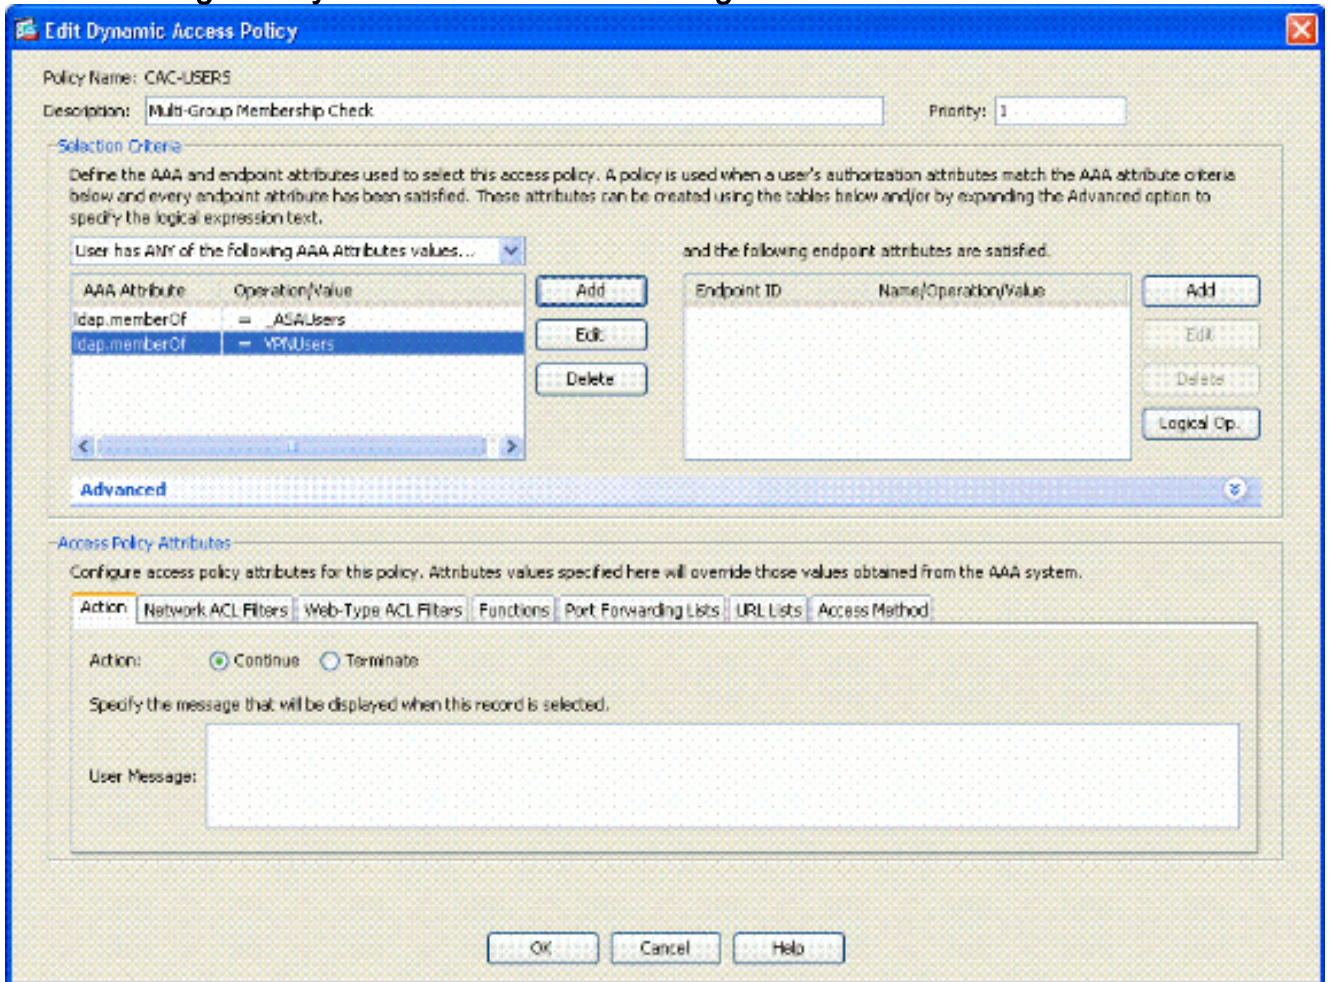 Edit Dynamic Access Policy
Policy Name: CAC-USERS
Description: Multi-Group Membership Check Priority: 1
Selection Criteria
Define the AAA and endpoint attributes used to select this access policy. A policy is used when a user's authorization attributes match the AAA attribute criteria
below and every endpoint attribute has been satisfied. These attributes can be created using the tables below and/or by expanding the Advanced option to
specify the logical expression text.
User has ANY of the following AAA Attributes values... and the following endpoint attributes are satisfied.
AAA Attribute Operation/Value Add Endpoint ID Name/Operation/Value Add
ldap.memberOf = _ASAUsers
Edit Edit
ldap.memberOf = VPNUsers
Delete Delete
Logical Op.
Advanced
Access Policy Attributes
Configure access policy attributes for this policy. Attributes values specified here will override those values obtained from the AAA system.
Action Network ACL Filters Web-Type ACL Filters Functions Port Forwarding Lists URL Lists Access Method
Action: Continue Terminate
Specify the message that will be displayed when this record is selected.
User Message:
OK Cancel Help